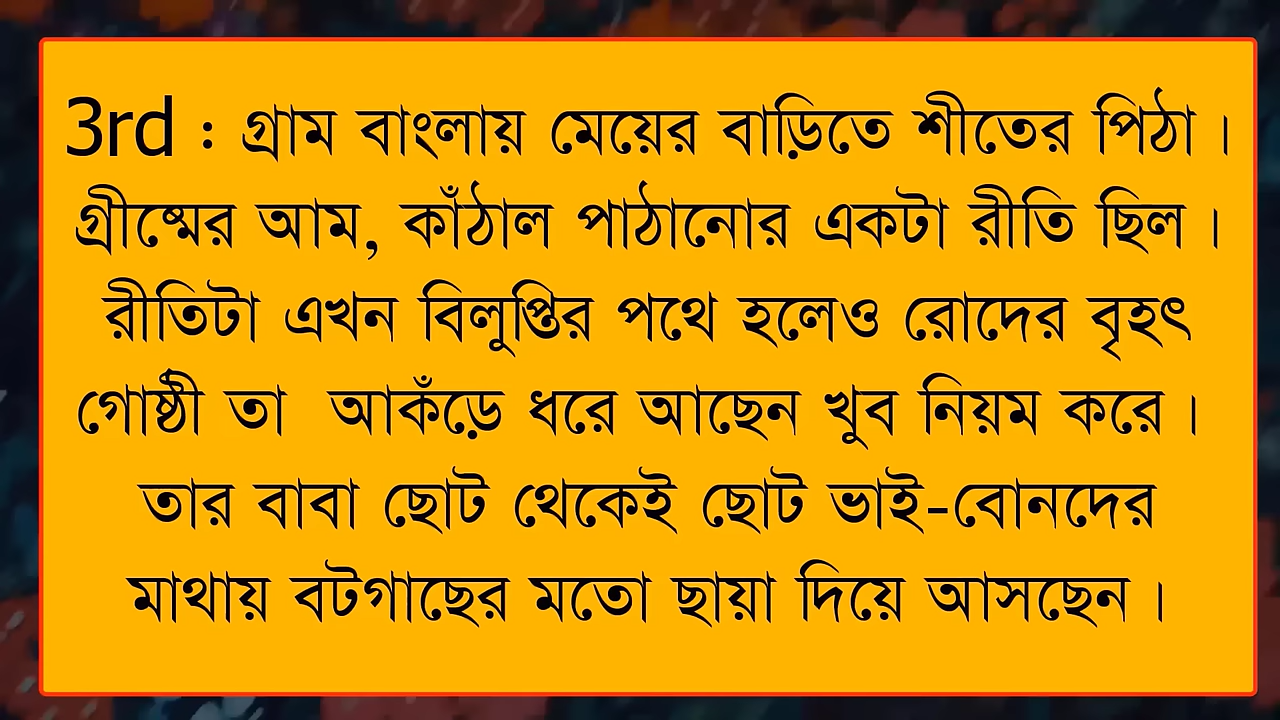 3rd : গ্রাম বাংলায় মেয়ের বাড়িতে শীতের পিঠা।
গ্রীষ্মের আম, কাঁঠাল পাঠানোর একটা রীতি ছিল।
রীতিটা এখন বিলুপ্তির পথে হলেও রোদের বৃহৎ
গোষ্ঠী তা আকঁড়ে ধরে আছেন খুব নিয়ম করে।
তার বাবা ছোট থেকেই ছোট ভাই-বোনদের
মাথায় বটগাছের মতো ছায়া দিয়ে আসছেন।